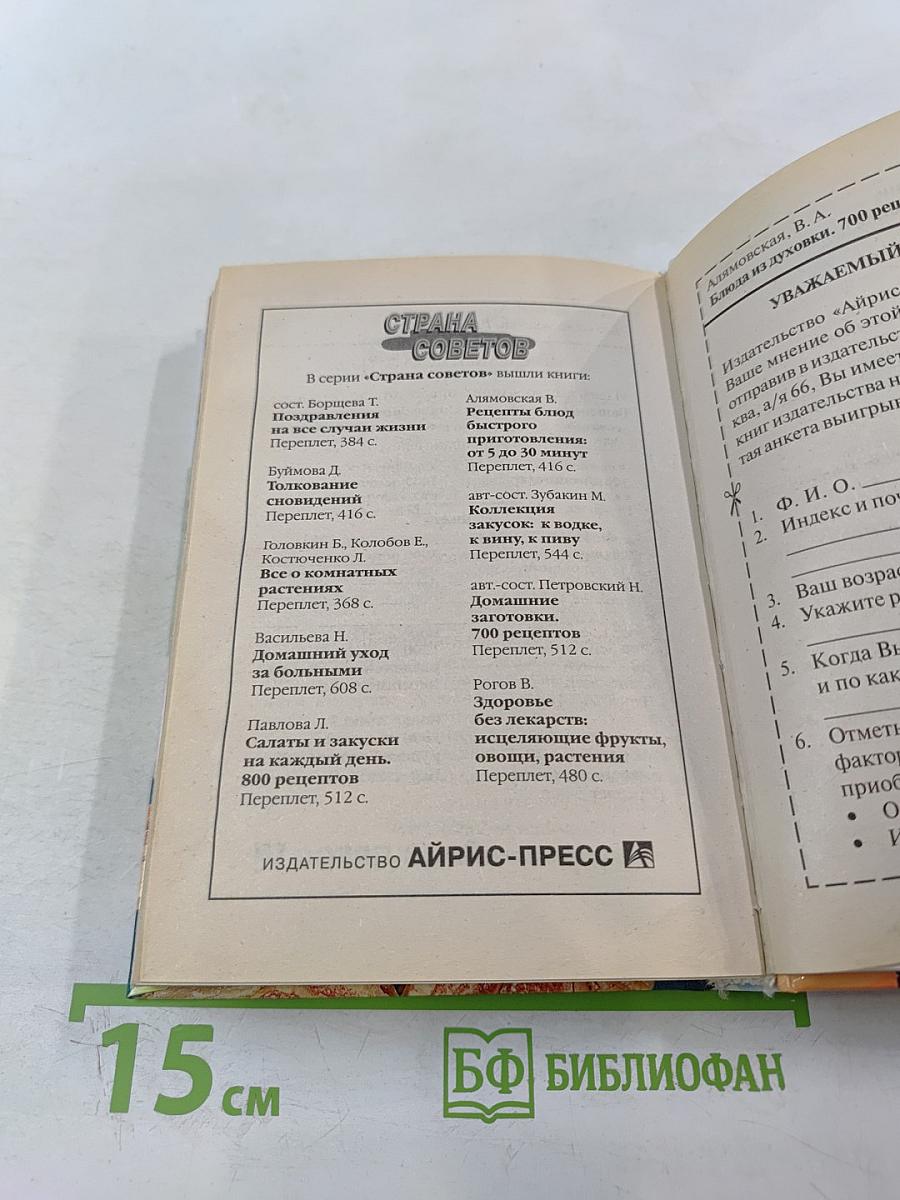 СТРАНА
СОВЕТОВ
В серии «Страна советов» вышли книги:
сост. Борщева Т.
Поздравления
на все случаи жизни
Переплет, 384 с.
Буймова Д.
Толкование
сновидений
Переплет, 416 с.
Головкин Б., Колобов Е.,
Костюченко Л.
Все о комнатных
растениях
Переплет, 368 с.
Васильева Н.
Домашний уход
за больными
Переплет, 608 с.
Павлова Л.
Салаты и закуски
на каждый день.
800 рецептов
Переплет, 512 с.
Алямовская В.
Рецепты блюд
быстрого
приготовления:
от 5 до 30 минут
Переплет, 416 с.
авт-сост. Зубакин М.
Коллекция
закусок: к водке,
к вину, к пиву
Переплет, 544 с.
авт.-сост. Петровский Н.
Домашние
заготовки.
700 рецептов
Переплет, 512 с.
Рогов В.
Здоровье
без лекарств:
исцеляющие фрукты,
овощи, растения
Переплет, 480 с.
ИЗДАТЕЛЬСТВО АЙРИС-ПРЕСС
Алямовская, В. А.
Блюда из духовки. 700 рец
УВАЖАЕМЫЙ
Издательство «Айрис
Ваше мнение об этой
отправив в издательст
ква, а/я 66, Вы имеет
книг издательства н
тая анкета выигрыв
1. Ф. И. О.
2. Индекс и поч
3. Ваш возрас
4. Укажите р
5. Когда Вы
и по как
6. Отметь
фактор
приоб
• О
• И
15 см
БФ БИБЛИОФАН